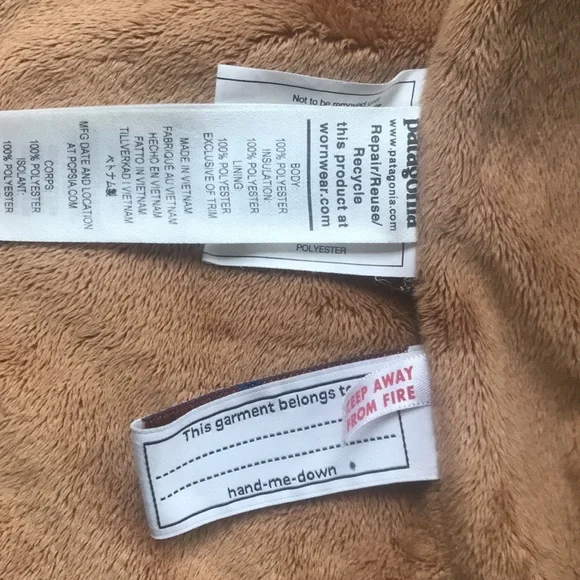 patagonia
www.patagonia.com
Repair/Reuse/
Recycle
this product at
wornwear.com
BODY:
100% POLYESTER
INSULATION:
100% POLYESTER
LINING:
100% POLYESTER
EXCLUSIVE OF TRIM
MADE IN VIETNAM
FABRIQUÉ AU VIETNAM
HECHO EN VIETNAM
FATTO IN VIETNAM
TILLVERKAD I VIETNAM
ベトナム製
MFG DATE AND LOCATION
AT PCPSIA.COM
CORPS:
100% POLYESTER
ISOLANT:
100% POLYESTER
Not to be removed
POLYESTER
This garment belongs to
hand-me-down
KEEP AWAY
FROM FIRE